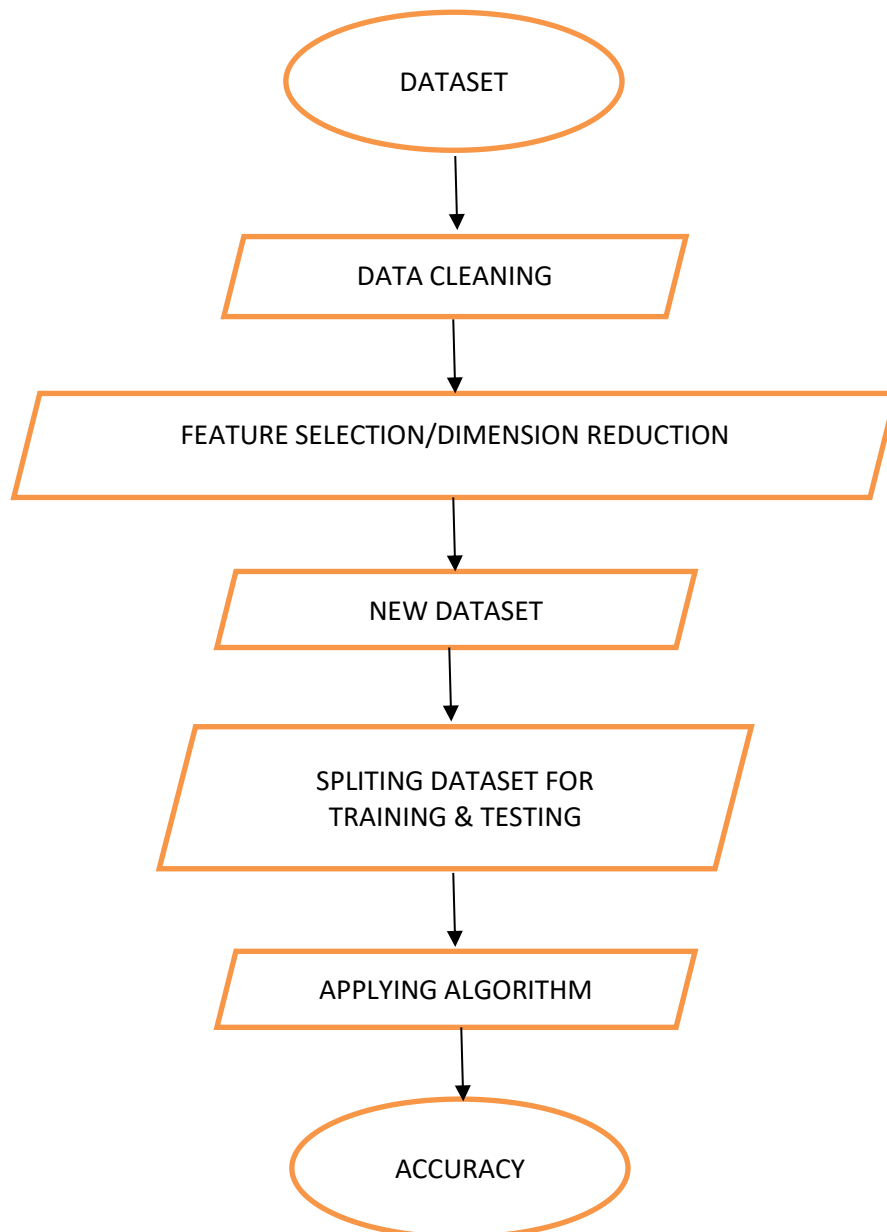 DATASET
DATA CLEANING
FEATURE SELECTION/DIMENSION REDUCTION
NEW DATASET
SPLITING DATASET FOR
TRAINING & TESTING
APPLYING ALGORITHM
ACCURACY